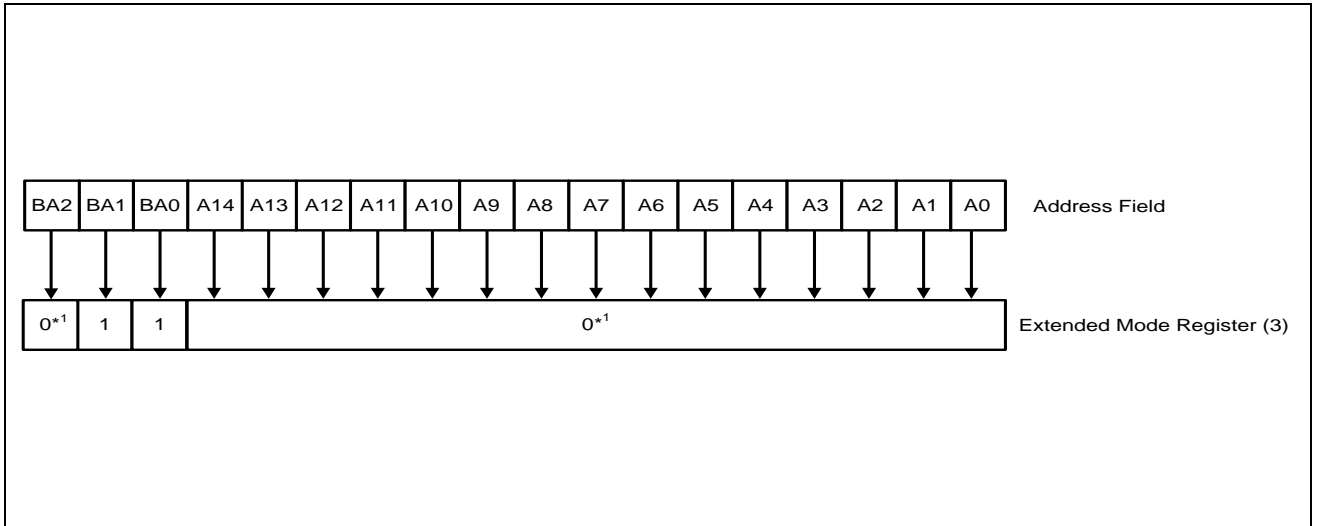 BA2 BA1 BA0 A14 A13 A12 A11 A10 A9 A8 A7 A6 A5 A4 A3 A2 A1 A0 Address Field
0*1 1 1 0*1 Extended Mode Register (3)